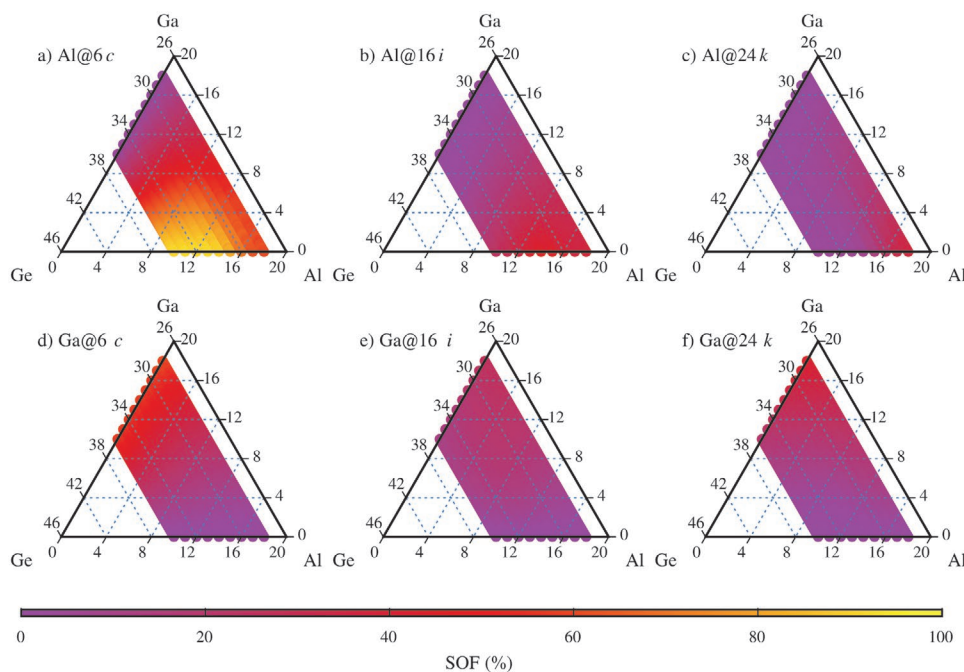 Ga Ga Ga
26 20 26 20 26 20
a) Al@6 c b) Al@16 i c) Al@24 k
30 16 30 16 30 16
34 12 34 12 34 12
38 8 38 8 38 8
42 4 42 4 42 4
46 0 46 0 46 0
0 4 8 12 16 20 0 4 8 12 16 20 0 4 8 12 16 20
Ge Al Ge Al Ge Al
Ga Ga Ga
26 20 26 20 26 20
d) Ga@6 c e) Ga@16 i f) Ga@24 k
30 16 30 16 30 16
34 12 34 12 34 12
38 8 38 8 38 8
42 4 42 4 42 4
46 0 46 0 46 0
0 4 8 12 16 20 0 4 8 12 16 20 0 4 8 12 16 20
Ge Al Ge Al Ge Al
0 20 40 60 80 100
SOF (%)